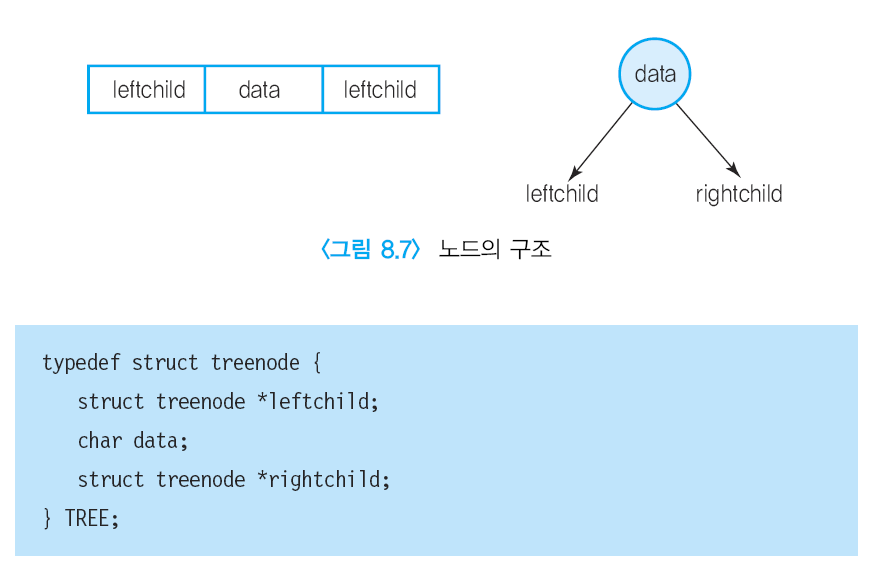 leftchild data leftchild
data
leftchild rightchild
〈그림 8.7〉 노드의 구조
typedef struct treenode {
struct treenode *leftchild;
char data;
struct treenode *rightchild;
} TREE;